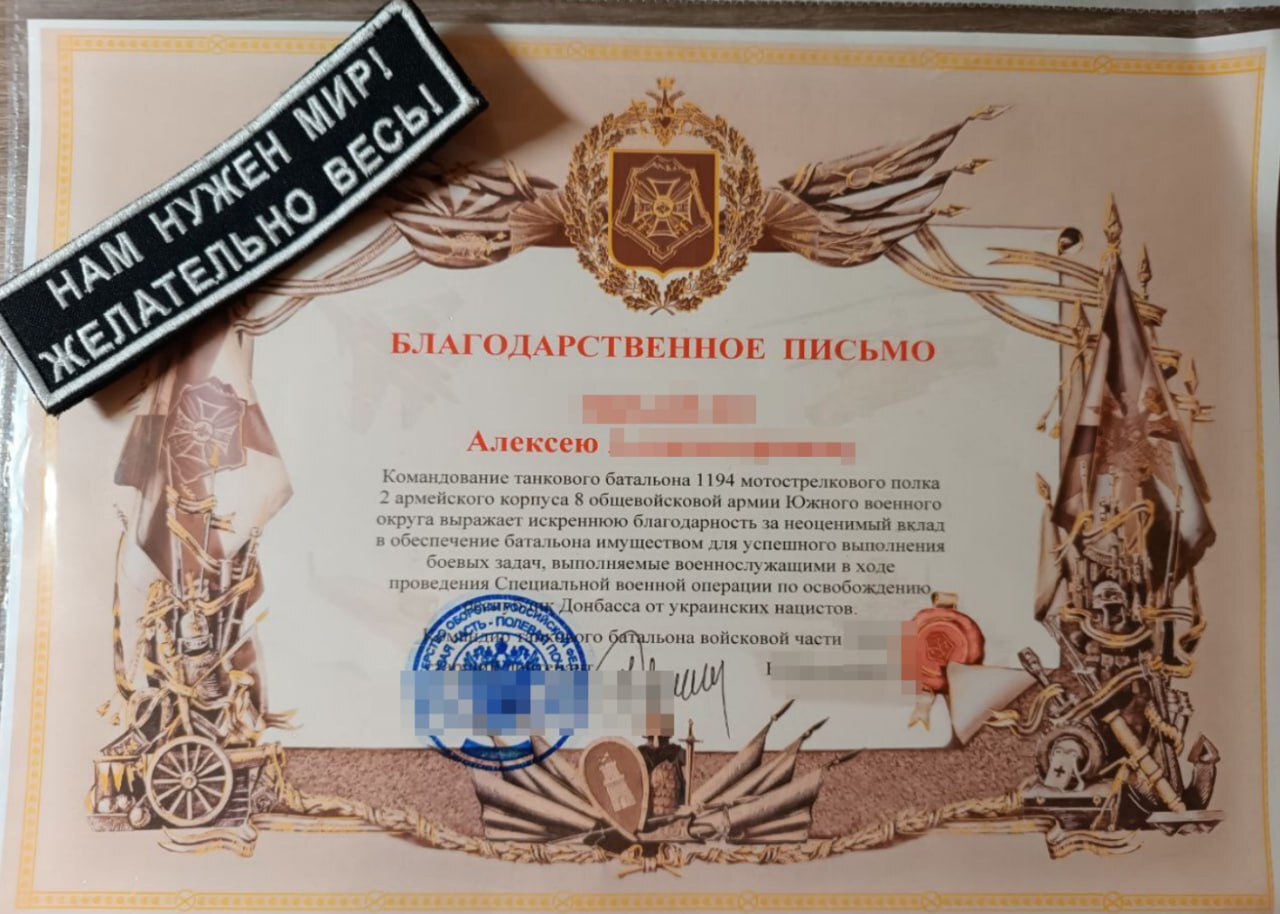 НАМ НУЖЕН МИР!
ЖЕЛАТЕЛЬНО ВЕСЬ!
БЛАГОДАРСТВЕННОЕ ПИСЬМО
Алексею
Командование танкового батальона 1194 мотострелкового полка
2 армейского корпуса 8 общевойсковой армии Южного военного
округа выражает искреннюю благодарность за неоценимый вклад
в обеспечение батальона имуществом для успешного выполнения
боевых задач, выполняемые военнослужащими в ходе
проведения Специальной военной операции по освобождению
Донбасса от украинских нацистов.
Командир танкового батальона войсковой части